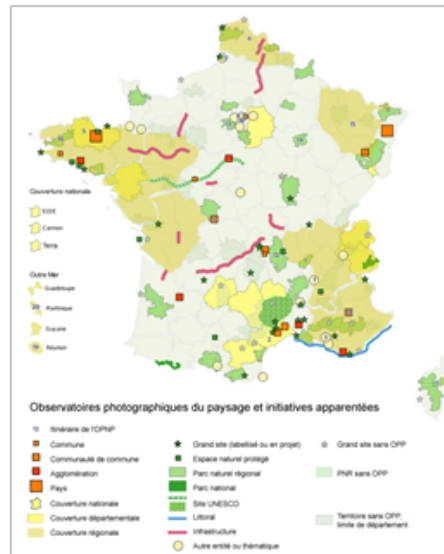 Couverture nationale
Outre Mer
Guadeloupe
Martinique
Guyane
Réunion
Observatoires photographiques du paysage et initiatives apparentées
Itinéraire de l'OPNP
Commune
Communauté de commune
Agglomération
Pays
Couverture nationale
Couverture départementale
Couverture régionale
Grand site (labellisé ou en projet)
Espace naturel protégé
Parc naturel régional
Parc national
Site UNESCO
Littoral
Infrastructure
Autre entité ou thématique
Grand site sans OPP
PNR sans OPP
Territoire sans OPP,
limite de département